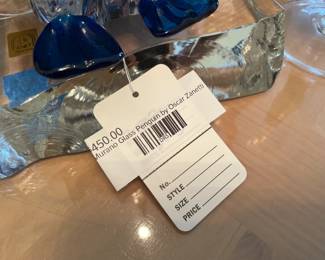 450.00
Murano Glass Penguin by Oscar Zanetti
No.
STYLE
SIZE
PRICE